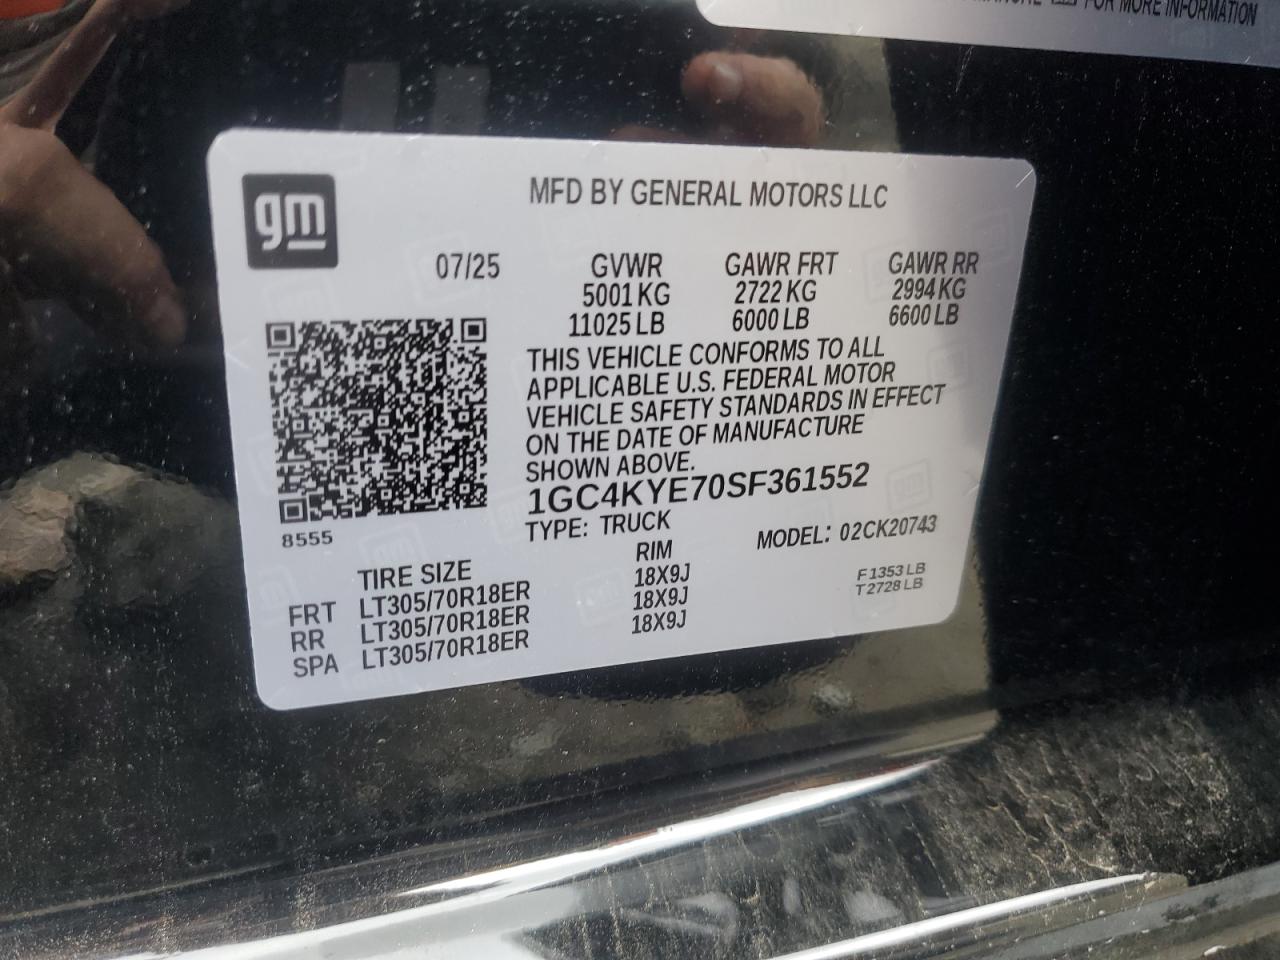 FOR MORE INFORMATION
gm
MFD BY GENERAL MOTORS LLC
07/25 GVWR GAWR FRT GAWR RR
5001 KG 2722 KG 2994 KG
11025 LB 6000 LB 6600 LB
THIS VEHICLE CONFORMS TO ALL
APPLICABLE U.S. FEDERAL MOTOR
VEHICLE SAFETY STANDARDS IN EFFECT
ON THE DATE OF MANUFACTURE
SHOWN ABOVE.
1GC4KYE70SF361552
8555
TYPE: TRUCK MODEL: 02CK20743
TIRE SIZE RIM
FRT LT305/70R18ER 18X9J
RR LT305/70R18ER 18X9J
SPA LT305/70R18ER 18X9J
F 1353 LB
T 2728 LB